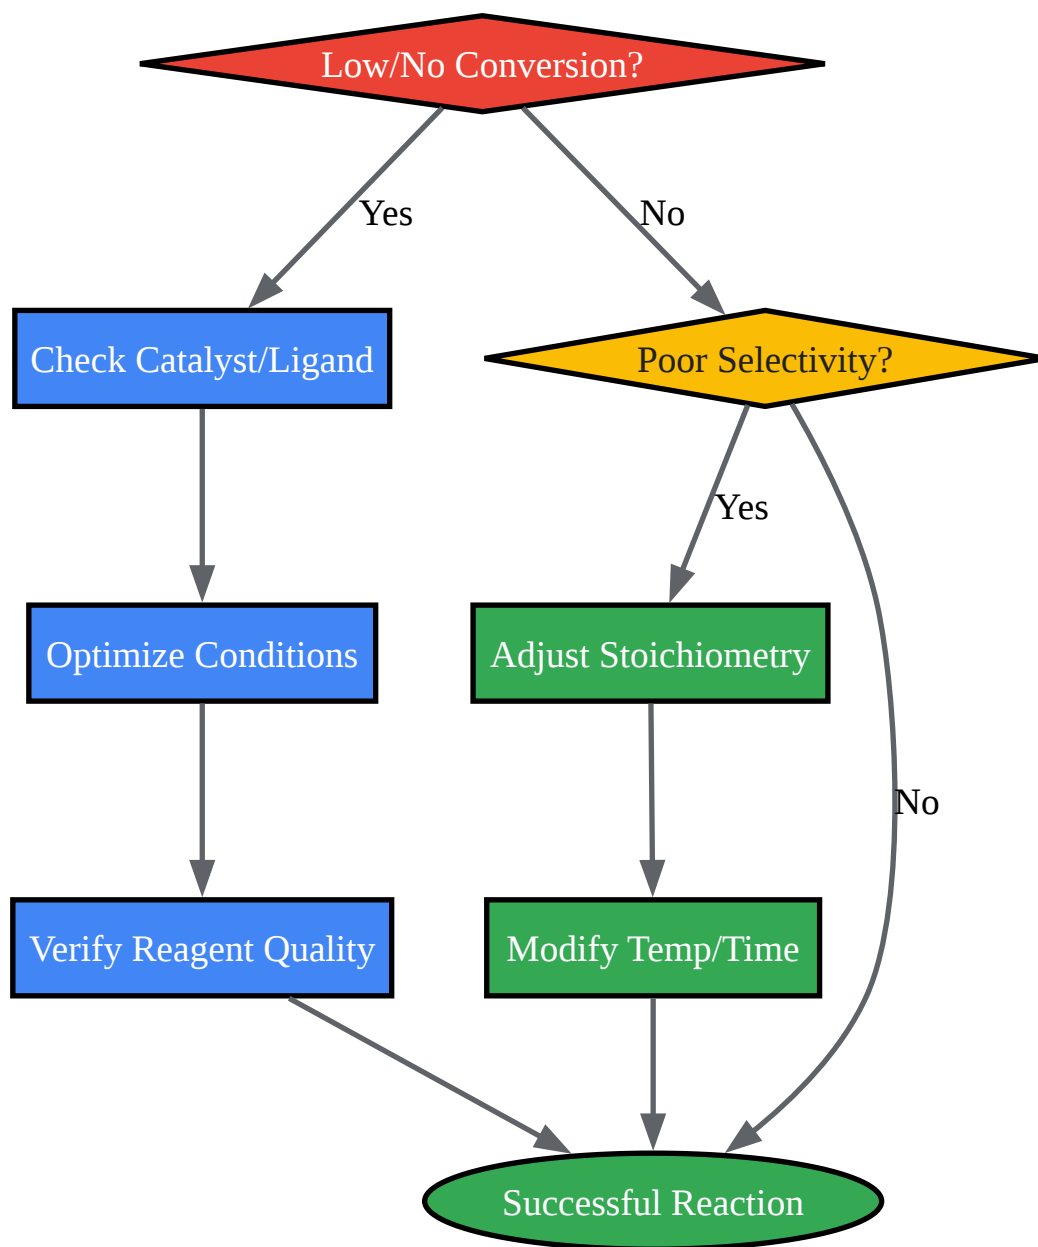 Low/No Conversion?
Yes
No
Check Catalyst/Ligand
Poor Selectivity?
Yes
Optimize Conditions
Adjust Stoichiometry
No
Verify Reagent Quality
Modify Temp/Time
Successful Reaction